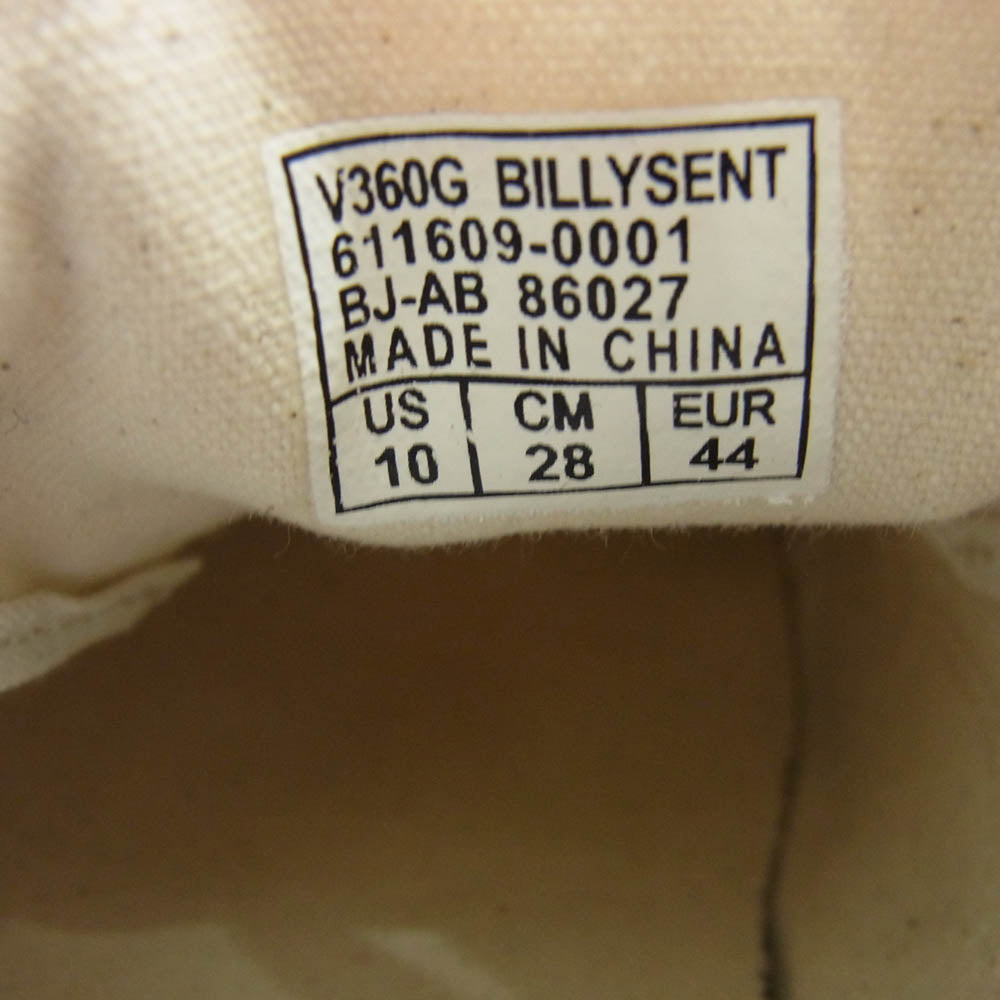 V360G BILLYSENT
611609-0001
BJ-AB 86027
MADE IN CHINA
US CM EUR
10 28 44